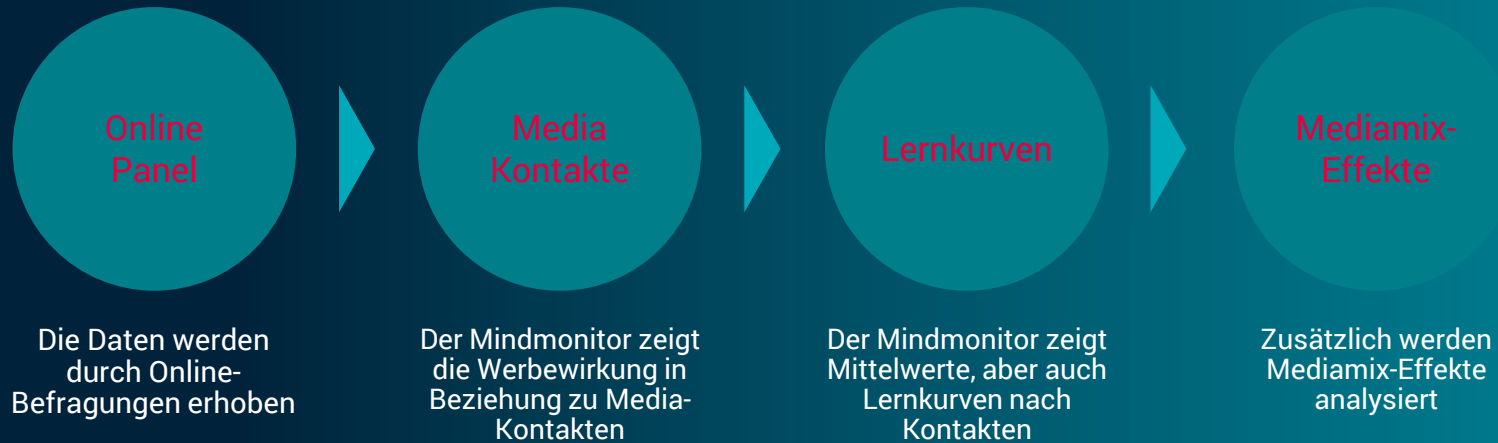 Online
Panel
Media
Kontakte
Lernkurven
Mediamix-
Effekte
Die Daten werden
durch Online-
Befragungen erhoben
Der Mindmonitor zeigt
die Werbewirkung in
Beziehung zu Media-
Kontakten
Der Mindmonitor zeigt
Mittelwerte, aber auch
Lernkurven nach
Kontakten
Zusätzlich werden
Mediamix-Effekte
analysiert